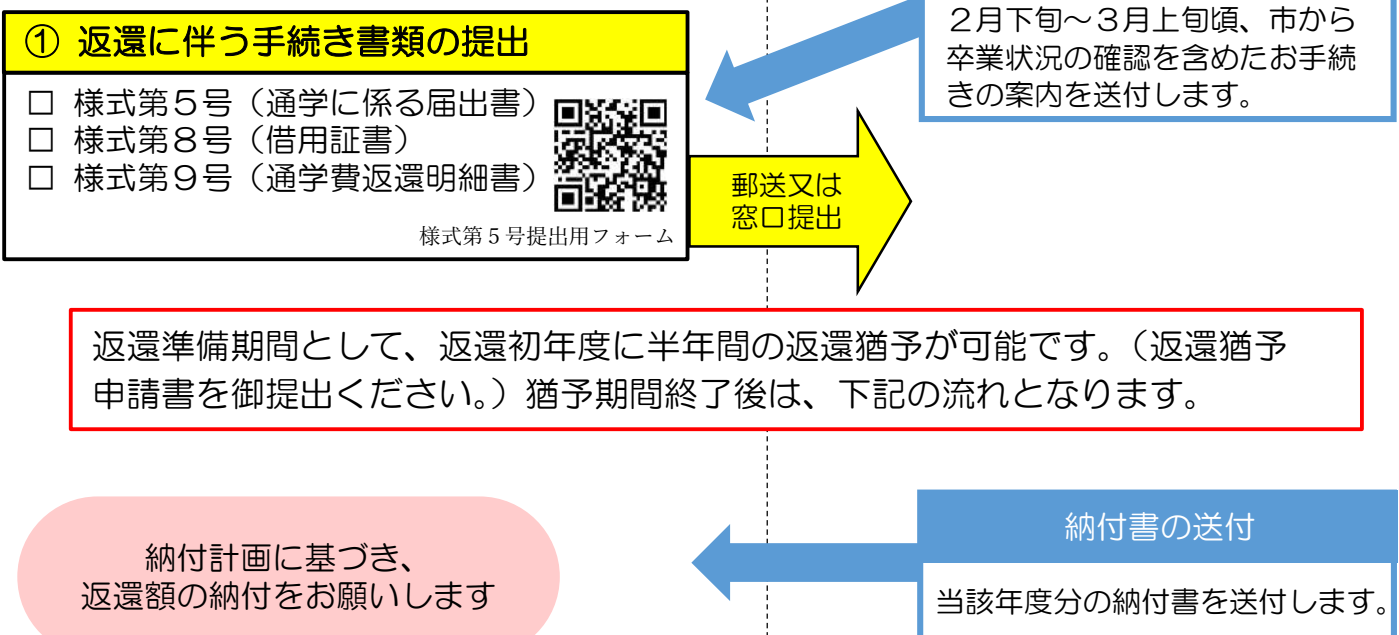 ① 返還に伴う手続き書類の提出
□ 様式第５号（通学に係る届出書）
□ 様式第８号（借用証書）
□ 様式第９号（通学費返還明細書）
様式第５号提出用フォーム
２月下旬～３月上旬頃、市から
卒業状況の確認を含めたお手続
きの案内を送付します。
郵送又は
窓口提出
返還準備期間として、返還初年度に半年間の返還猶予が可能です。（返還猶予
申請書を御提出ください。）猶予期間終了後は、下記の流れとなります。
納付計画に基づき、
返還額の納付をお願いします
納付書の送付
当該年度分の納付書を送付します。